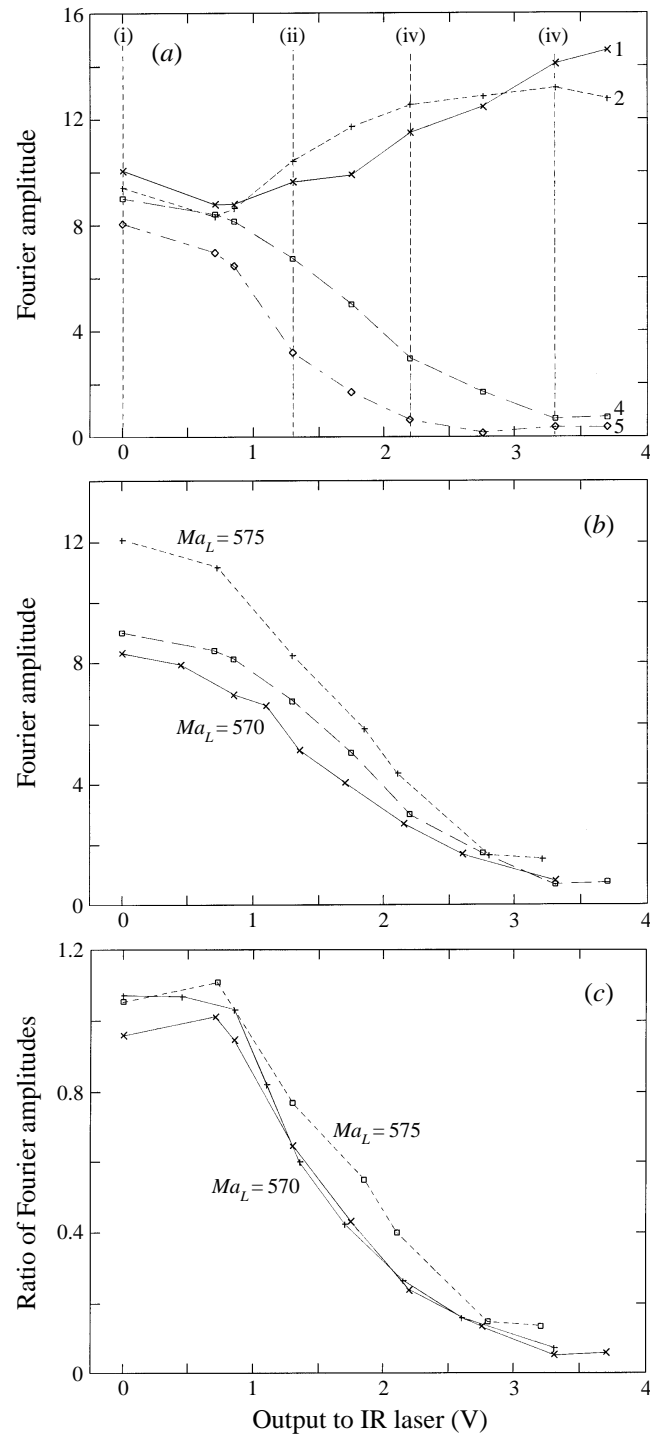 16
(i)
(a)
(ii)
(iv)
(iv)
1
2
12
8
4
0
4
5
Fourier amplitude
0
1
2
3
4
(b)
Ma_L = 575
12
8
4
0
Ma_L = 570
Fourier amplitude
0
1
2
3
4
1.2
(c)
0.8
0.4
0
Ma_L = 575
Ma_L = 570
Ratio of Fourier amplitudes
0
1
2
3
4
Output to IR laser (V)